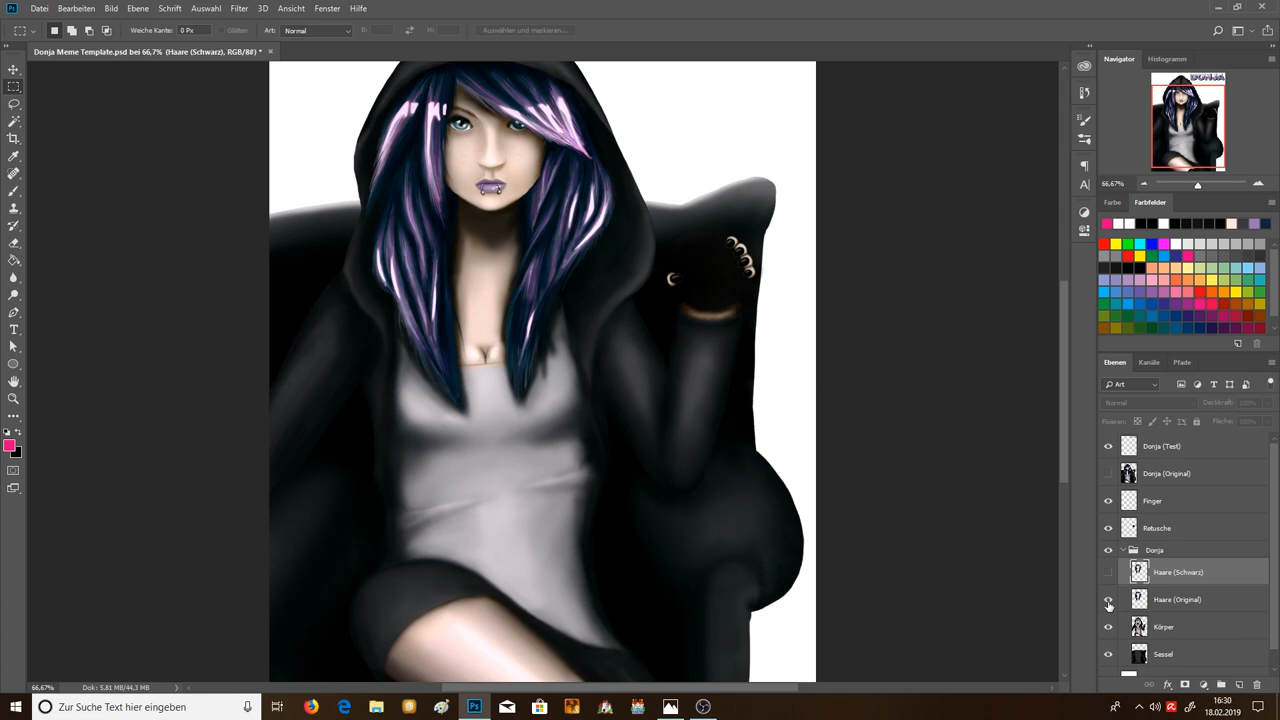 Datei Bearbeiten Bild Ebene Schrift Auswahl Filter 3D Ansicht Fenster Hilfe
Weiche Kante: 0 Px Glätten Art: Normal B: H: Auswählen und maskieren...
Donja Meme Template.psd bei 66,7% (Haare (Schwarz), RGB/8#) *
Navigator Histogramm
DONJA
66,67%
Farbe Farbfelder
Ebenen Kanäle Pfade
Art
Normal Deckkraft: 100%
Fixieren: Fläche: 100%
Donja (Test)
Donja (Original)
Finger
Retusche
Donja
Haare (Schwarz)
Haare (Original)
Körper
Sessel
66,67% Dok: 5,81 MB/44,3 MB
Zur Suche Text hier eingeben
16:30
18.02.2019